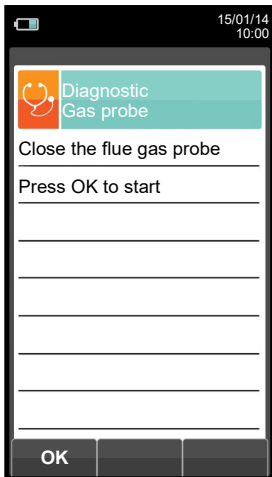 15/01/14
10:00
Diagnostic
Gas probe
Close the flue gas probe
Press OK to start
OK